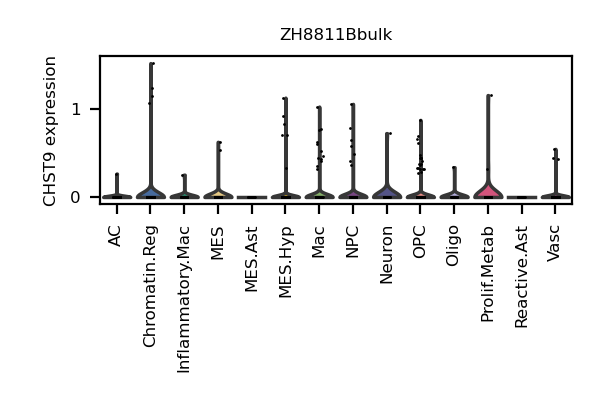 ZH8811Bbulk
CHST9 expression
1
0
AC
Chromatin.Reg
Inflammatory.Mac
MES
MES.Ast
MES.Hyp
Mac
NPC
Neuron
OPC
Oligo
Prolif.Metab
Reactive.Ast
Vasc